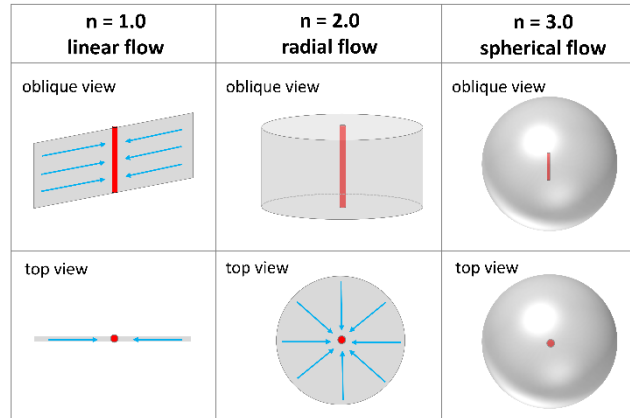 n = 1.0
linear flow
n = 2.0
radial flow
n = 3.0
spherical flow
oblique view
oblique view
oblique view
top view
top view
top view